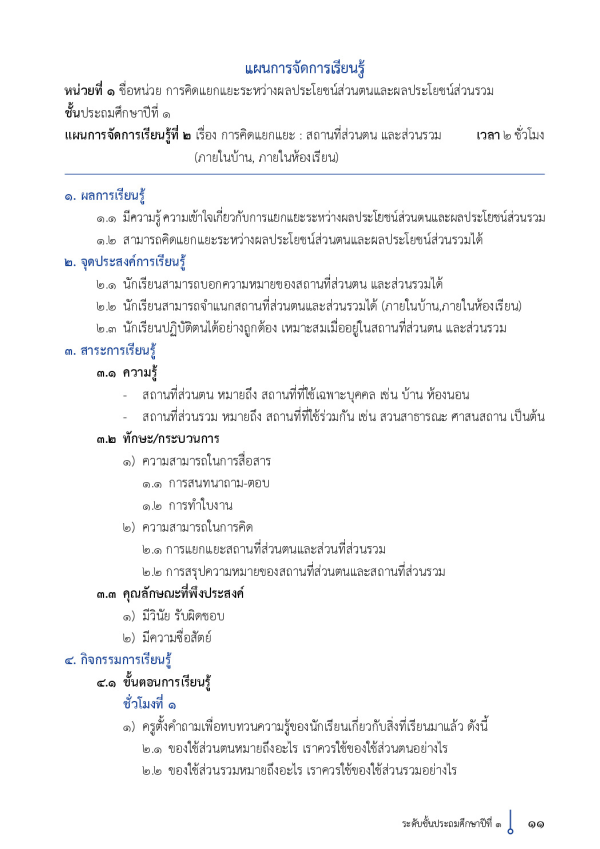 แผนการจัดการเรียนรู้
หน่วยที่ ๑ ชื่อหน่วย การคิดแยกแยะระหว่างผลประโยชน์ส่วนตนและผลประโยชน์ส่วนรวม
ชั้นประถมศึกษาปีที่ ๑
แผนการจัดการเรียนรู้ที่ ๒ เรื่อง การคิดแยกแยะ : สถานที่ส่วนตน และส่วนรวม เวลา ๒ ชั่วโมง
(ภายในบ้าน, ภายในห้องเรียน)
๑. ผลการเรียนรู้
๑.๑ มีความรู้ ความเข้าใจเกี่ยวกับการแยกแยะระหว่างผลประโยชน์ส่วนตนและผลประโยชน์ส่วนรวม
๑.๒ สามารถคิดแยกแยะระหว่างผลประโยชน์ส่วนตนและผลประโยชน์ส่วนรวมได้
๒. จุดประสงค์การเรียนรู้
๒.๑ นักเรียนสามารถบอกความหมายของสถานที่ส่วนตน และส่วนรวมได้
๒.๒ นักเรียนสามารถจำแนกสถานที่ส่วนตนและส่วนรวมได้ (ภายในบ้าน,ภายในห้องเรียน)
๒.๓ นักเรียนปฏิบัติตนได้อย่างถูกต้อง เหมาะสมเมื่ออยู่ในสถานที่ส่วนตน และส่วนรวม
๓. สาระการเรียนรู้
๓.๑ ความรู้
- สถานที่ส่วนตน หมายถึง สถานที่ที่ใช้เฉพาะบุคคล เช่น บ้าน ห้องนอน
- สถานที่ส่วนรวม หมายถึง สถานที่ที่ใช้ร่วมกัน เช่น สวนสาธารณะ ศาสนสถาน เป็นต้น
๓.๒ ทักษะ/กระบวนการ
๑) ความสามารถในการสื่อสาร
๑.๑ การสนทนาถาม-ตอบ
๑.๒ การทำใบงาน
๒) ความสามารถในการคิด
๒.๑ การแยกแยะสถานที่ส่วนตนและส่วนที่ส่วนรวม
๒.๒ การสรุปความหมายของสถานที่ส่วนตนและสถานที่ส่วนรวม
๓.๓ คุณลักษณะที่พึงประสงค์
๑) มีวินัย รับผิดชอบ
๒) มีความซื่อสัตย์
๔. กิจกรรมการเรียนรู้
๔.๑ ขั้นตอนการเรียนรู้
ชั่วโมงที่ ๑
๑) ครูตั้งคำถามเพื่อทบทวนความรู้ของนักเรียนเกี่ยวกับสิ่งที่เรียนมาแล้ว ดังนี้
๒.๑ ของใช้ส่วนตนหมายถึงอะไร เราควรใช้ของใช้ส่วนตนอย่างไร
๒.๒ ของใช้ส่วนรวมหมายถึงอะไร เราควรใช้ของใช้ส่วนรวมอย่างไร
ระดับชั้นประถมศึกษาปีที่ ๑ ๑๑